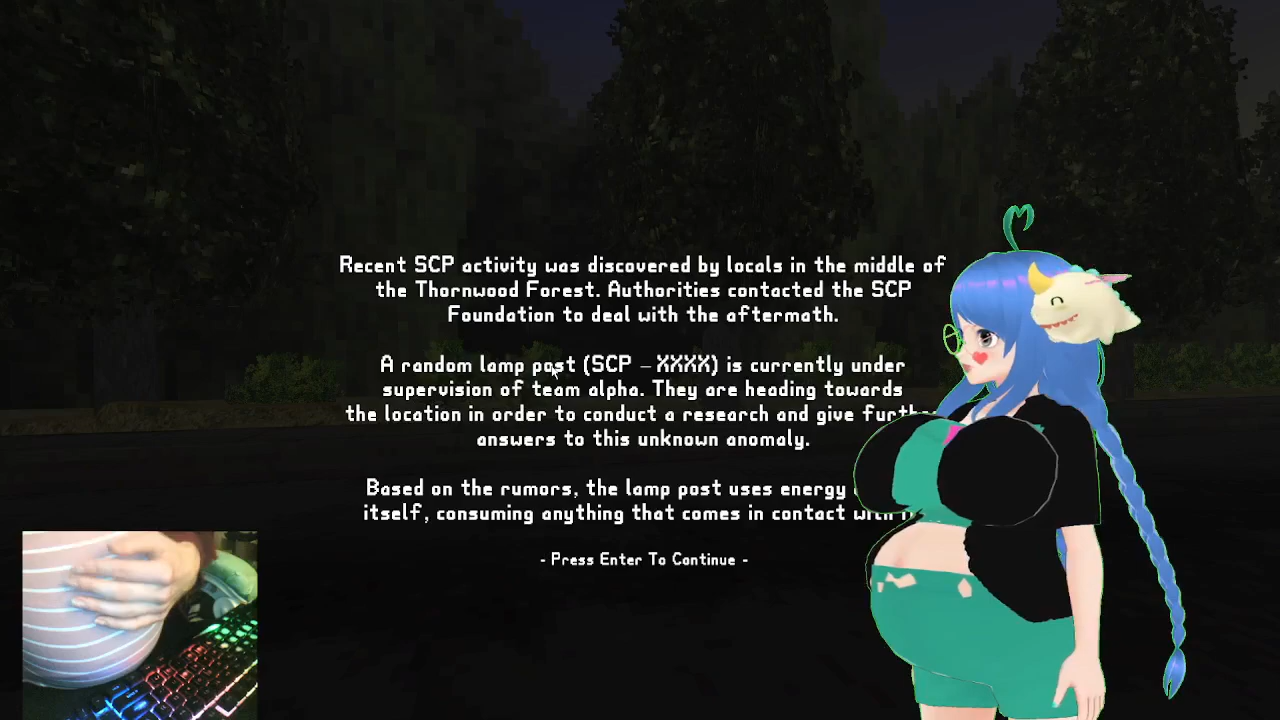 Recent SCP activity was discovered by locals in the middle of
the Thornwood Forest. Authorities contacted the SCP
Foundation to deal with the aftermath.
A random lamp post (SCP - XXXX) is currently under
supervision of team alpha. They are heading towards
the location in order to conduct a research and give further
answers to this unknown anomaly.
Based on the rumors, the lamp post uses energy
itself, consuming anything that comes in contact with
- Press Enter To Continue -